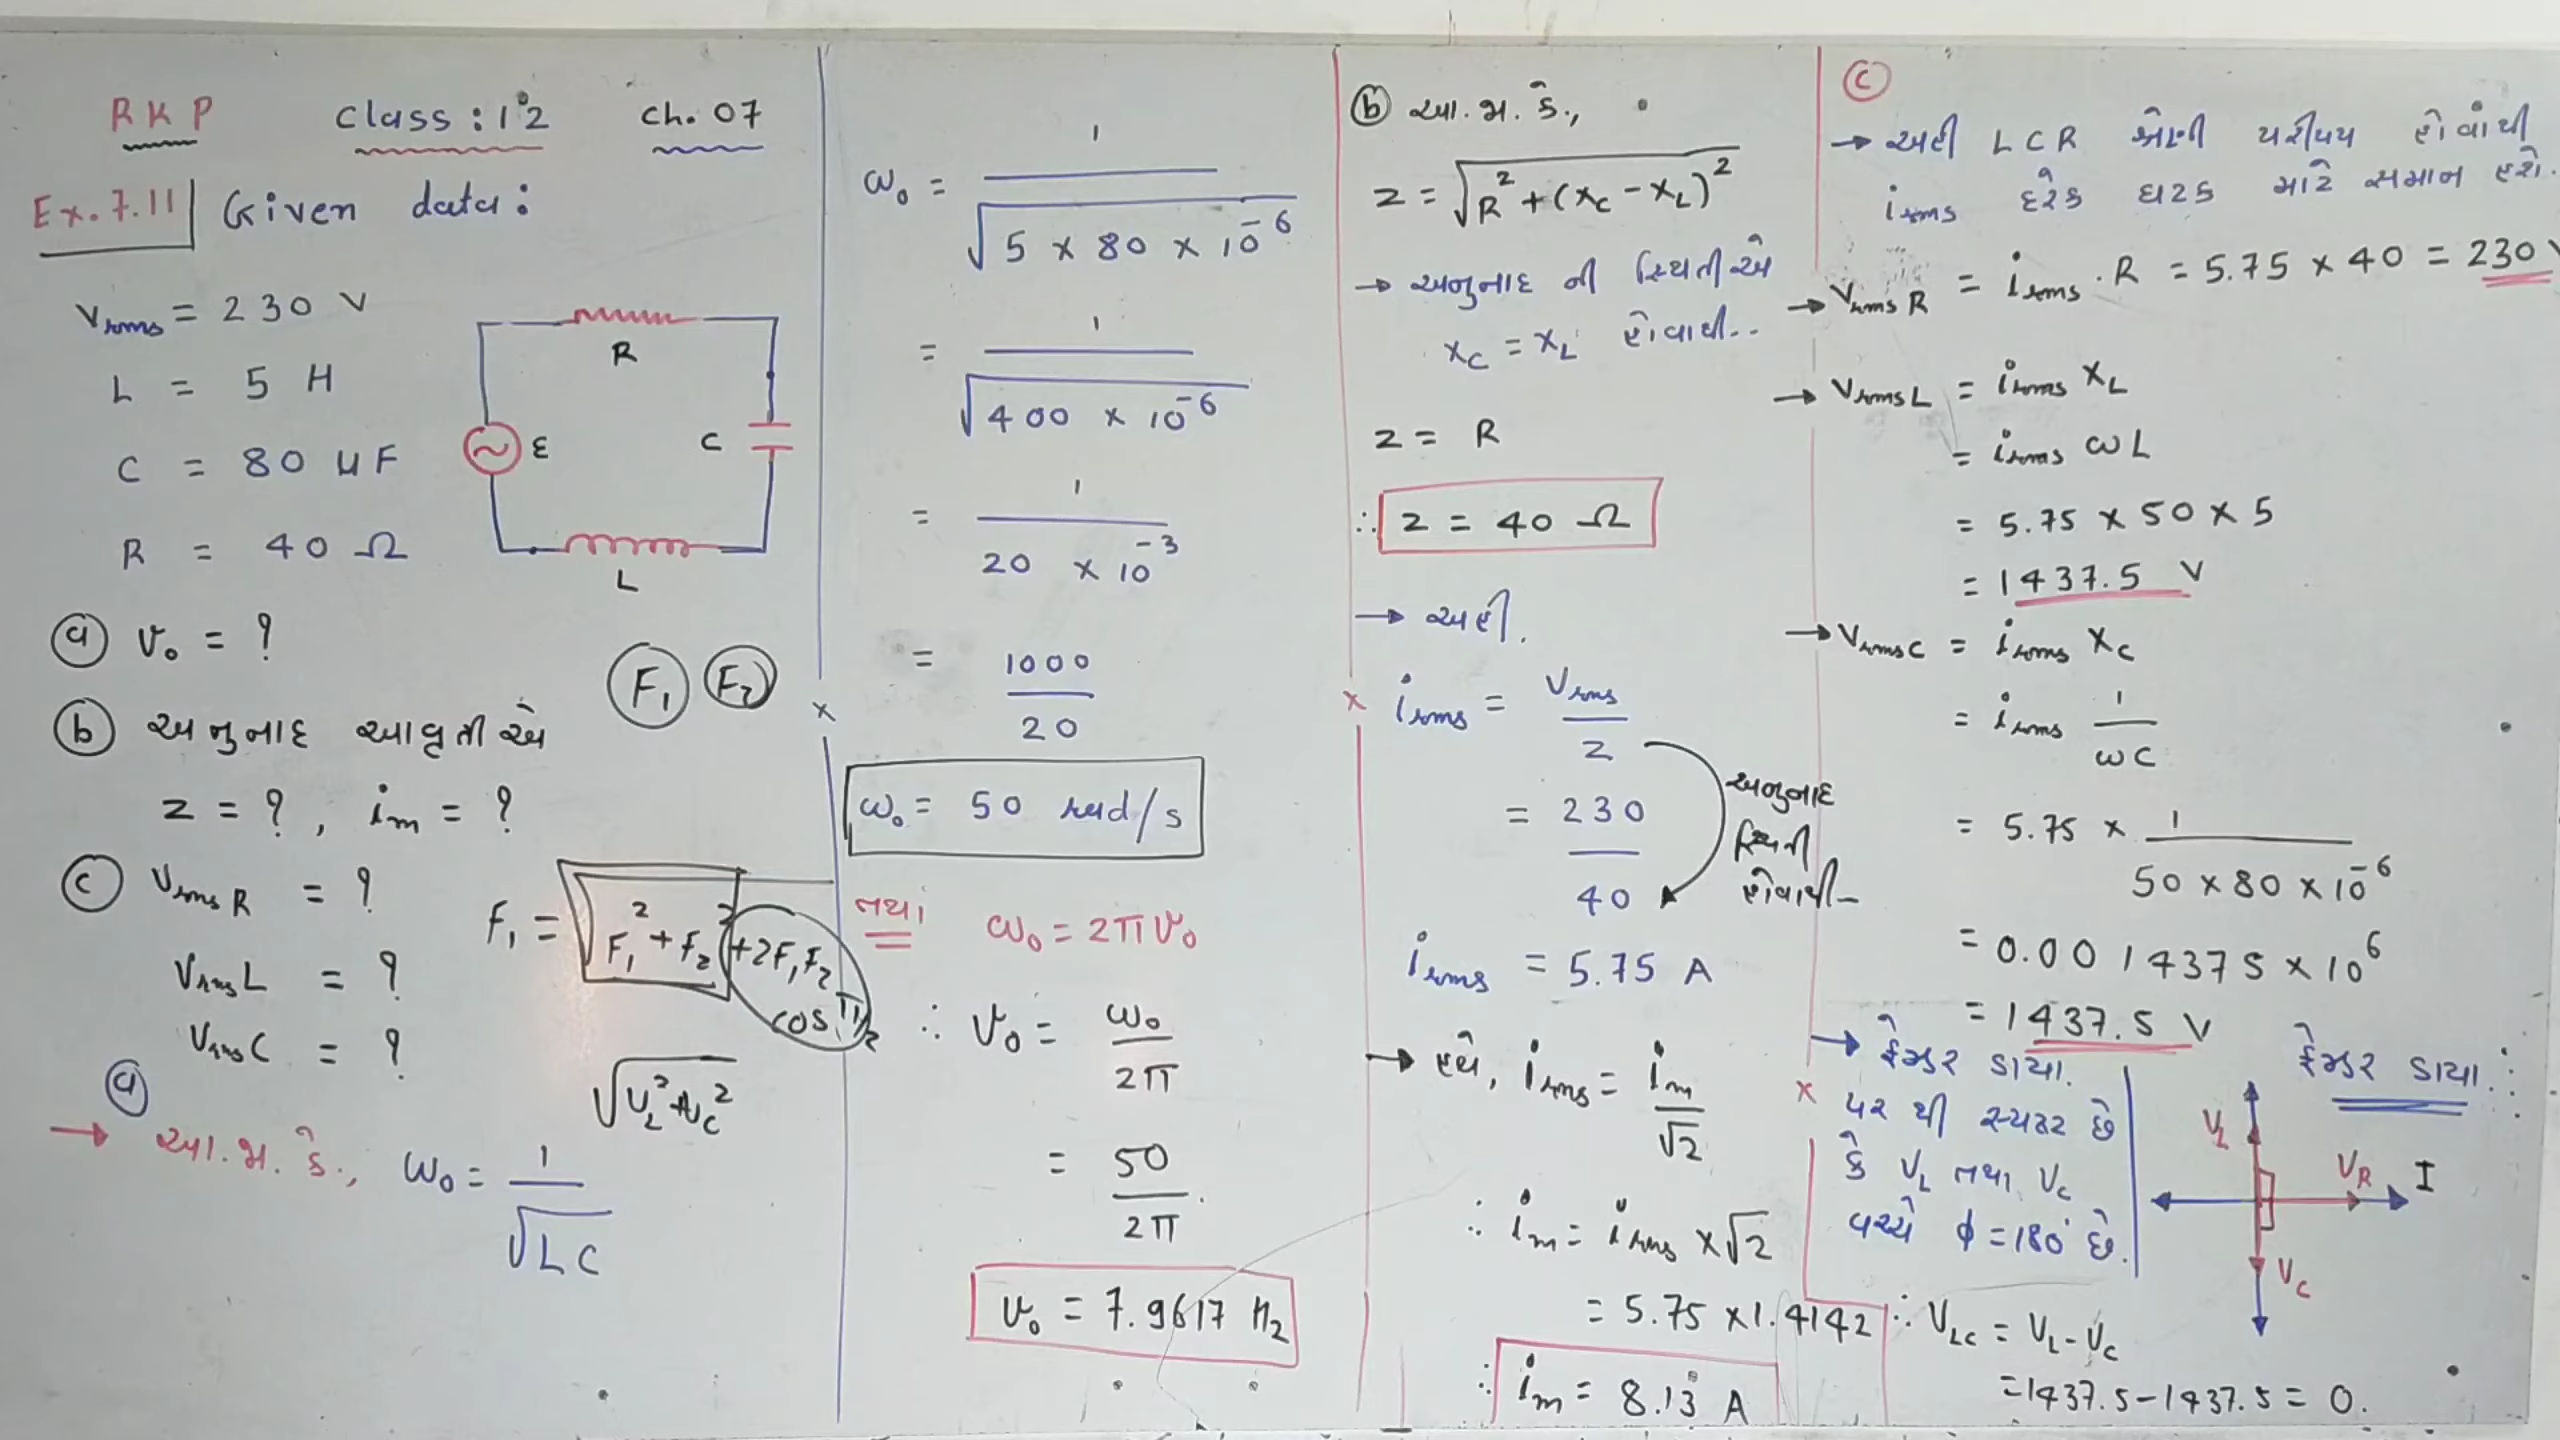 RKP Class : 12 Ch. 07
Ex. 7.11 Given data :
Vrms = 230 V
L = 5 H
C = 80 μF
R = 40 Ω
R
ε
C
L
(a) ν₀ = ?
(b) અનુનાદ આવૃતીએ
Z = ? , im = ?
(c) Vrms R = ?
Vrms L = ?
Vrms C = ?
F₁ F₂
F₁ = √F₁² + F₂² + 2F₁F₂ cos π/2
√VL² + VC²
(a)
→ આ.ભ. કે., ω₀ = 1/√LC
ω₀ = 1/√5 × 80 × 10⁻⁶
= 1/√400 × 10⁻⁶
= 1/20 × 10⁻³
= 1000/20
ω₀ = 50 rad/s
તથા ω₀ = 2πν₀
∴ ν₀ = ω₀/2π
= 50/2π
ν₀ = 7.9617 Hz
(b) આ.ભ. કે.,
Z = √R² + (XC - XL)²
→ અનુનાદ ની સ્થિતીએ
XC = XL હોવાથી..
Z = R
∴ Z = 40 Ω
→ અહી,
irms = Vrms/Z
= 230/40
અનુનાદ
સ્થિતી
હોવાથી-
irms = 5.75 A
→ હવે, irms = im/√2
∴ im = irms × √2
= 5.75 × 1.4142
∴ im = 8.13 A
(c)
→ અહી LCR શ્રેણી પરીપથ હોવાથી
irms દરેક ઘટક માટે સમાન હશે.
→ Vrms R = irms · R = 5.75 × 40 = 230 V
→ Vrms L = irms XL
= irms ωL
= 5.75 × 50 × 5
= 1437.5 V
→ Vrms C = irms XC
= irms 1/ωC
= 5.75 × 1/50 × 80 × 10⁻⁶
= 0.0014375 × 10⁶
= 1437.5 V
→ ફેઝર ડાયા.
પર થી સ્પષ્ટ છે
કે VL તથા VC
વચ્ચે φ = 180° છે.
ફેઝર ડાયા.
VL
VR I
VC
∴ VLC = VL - VC
= 1437.5 - 1437.5 = 0.